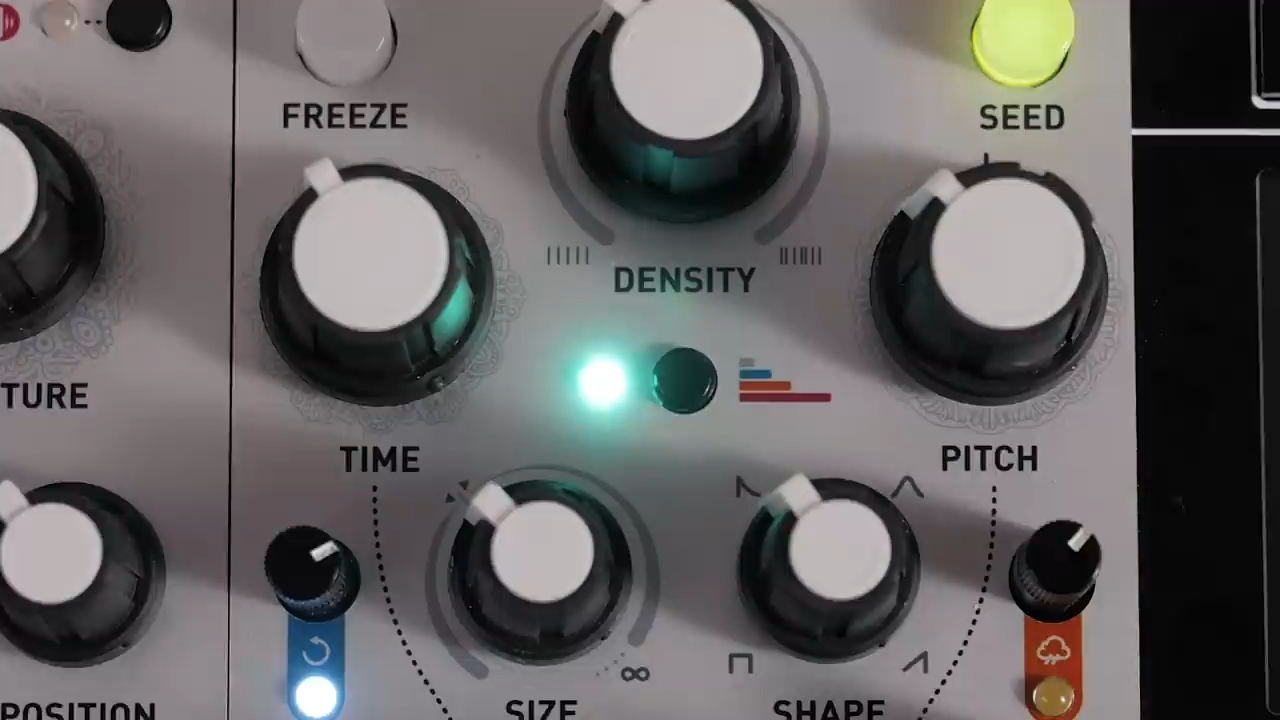 FREEZE
SEED
DENSITY
TURE
TIME
PITCH
∞
POSITION
SIZE
SHAPE